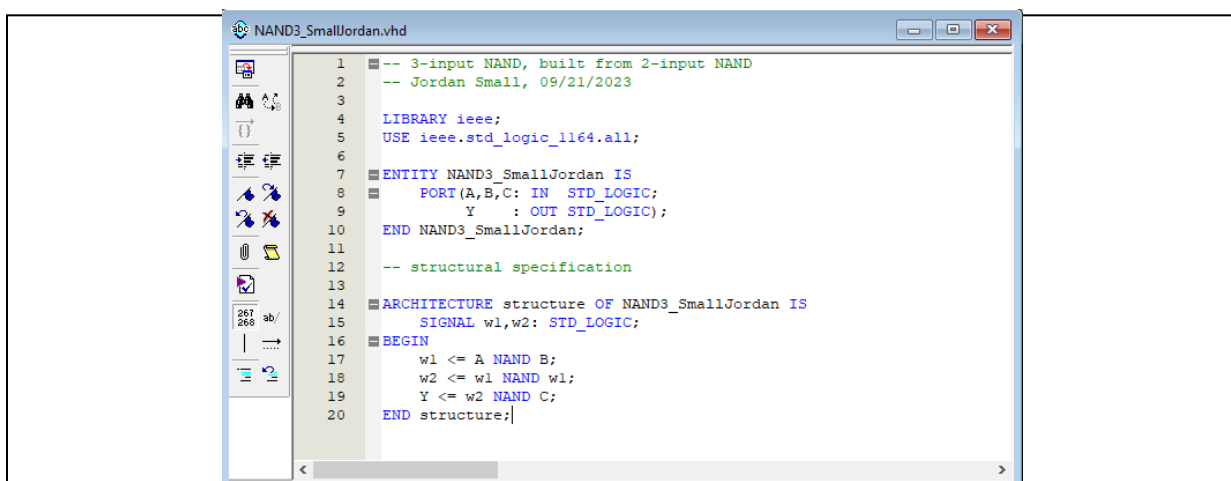 NAND3_SmallJordan.vhd
1 -- 3-input NAND, built from 2-input NAND
2 -- Jordan Small, 09/21/2023
3
4 LIBRARY ieee;
5 USE ieee.std_logic_1164.all;
6
7 ENTITY NAND3_SmallJordan IS
8 PORT(A,B,C: IN STD_LOGIC;
9 Y : OUT STD_LOGIC);
10 END NAND3_SmallJordan;
11
12 -- structural specification
13
14 ARCHITECTURE structure OF NAND3_SmallJordan IS
15 SIGNAL w1,w2: STD_LOGIC;
16 BEGIN
17 w1 <= A NAND B;
18 w2 <= w1 NAND w1;
19 Y <= w2 NAND C;
20 END structure;
abc
267
268 ab/